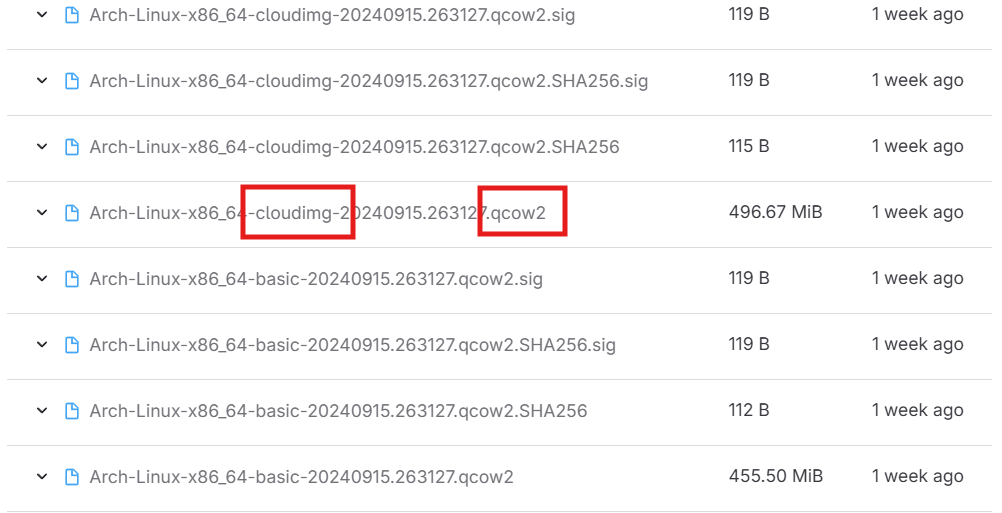 Arch-Linux-x86_64-cloudimg-20240915.263127.qcow2.sig 119 B 1 week ago
Arch-Linux-x86_64-cloudimg-20240915.263127.qcow2.SHA256.sig 119 B 1 week ago
Arch-Linux-x86_64-cloudimg-20240915.263127.qcow2.SHA256 115 B 1 week ago
Arch-Linux-x86_64-cloudimg-20240915.263127.qcow2 496.67 MiB 1 week ago
Arch-Linux-x86_64-basic-20240915.263127.qcow2.sig 119 B 1 week ago
Arch-Linux-x86_64-basic-20240915.263127.qcow2.SHA256.sig 119 B 1 week ago
Arch-Linux-x86_64-basic-20240915.263127.qcow2.SHA256 112 B 1 week ago
Arch-Linux-x86_64-basic-20240915.263127.qcow2 455.50 MiB 1 week ago